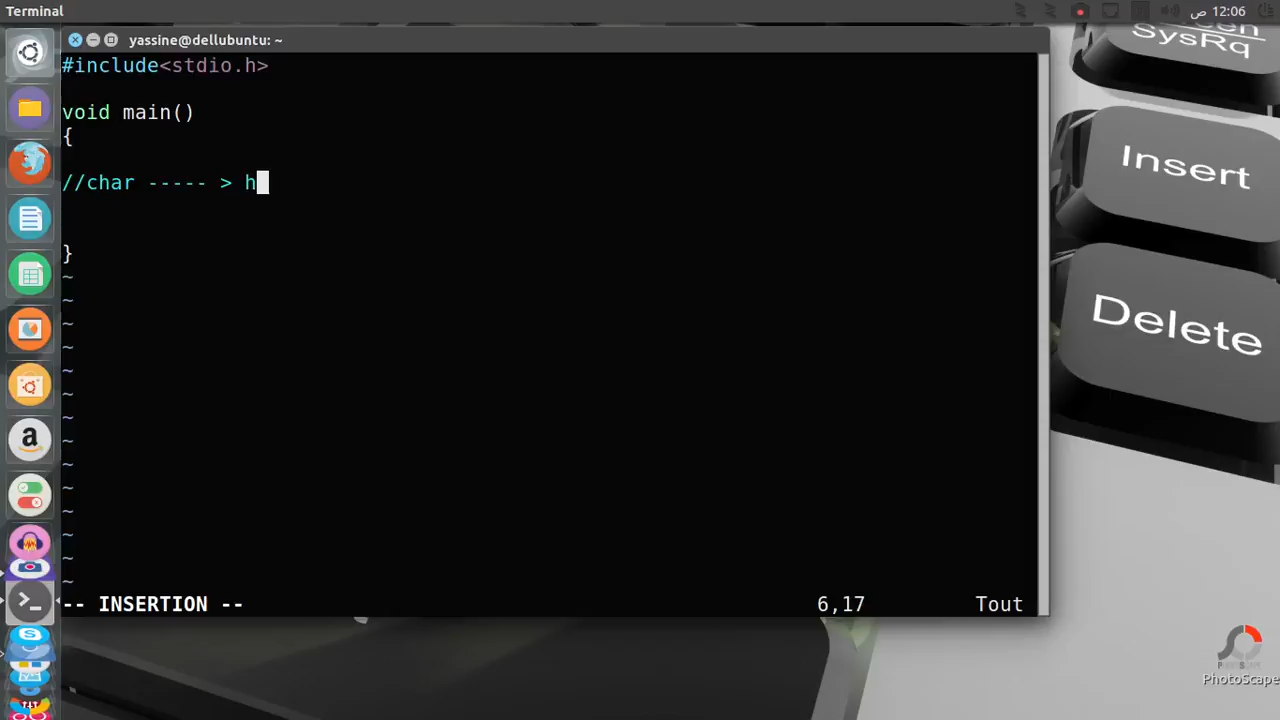 Terminal
12:06 ص
yassine@dellubuntu: ~
#include<stdio.h>
void main()
{
//char ----- > h
}
~
~
~
~
~
~
~
~
~
~
~
~
~
~
-- INSERTION --
6,17
Tout
SysRq
Insert
Delete
a
>_
PhotoScape